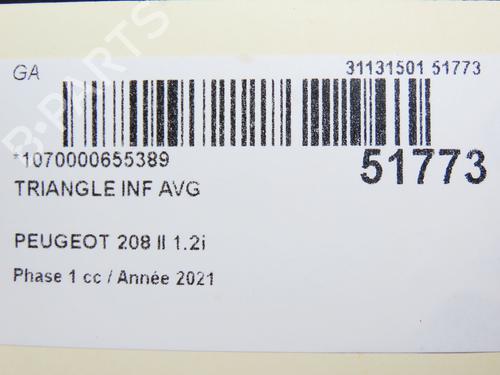 GA
31131501 51773
*1070000655389
51773
TRIANGLE INF AVG
PEUGEOT 208 II 1.2i
Phase 1 cc / Année 2021
B-PARTS